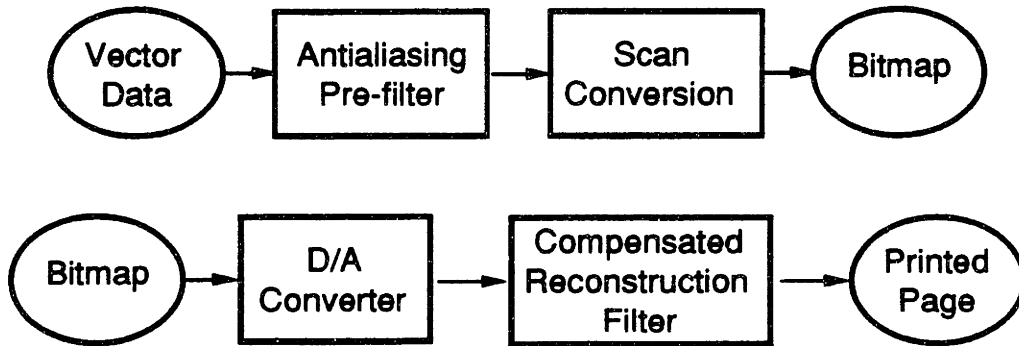 Vector
Data
Antialiasing
Pre-filter
Scan
Conversion
Bitmap
Bitmap
D/A
Converter
Compensated
Reconstruction
Filter
Printed
Page